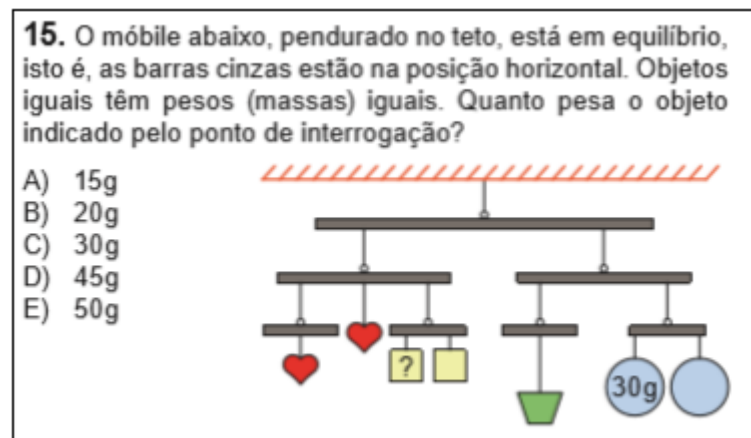 15. O móbile abaixo, pendurado no teto, está em equilíbrio,
isto é, as barras cinzas estão na posição horizontal. Objetos
iguais têm pesos (massas) iguais. Quanto pesa o objeto
indicado pelo ponto de interrogação?
A) 15g
B) 20g
C) 30g
D) 45g
E) 50g
?
30g